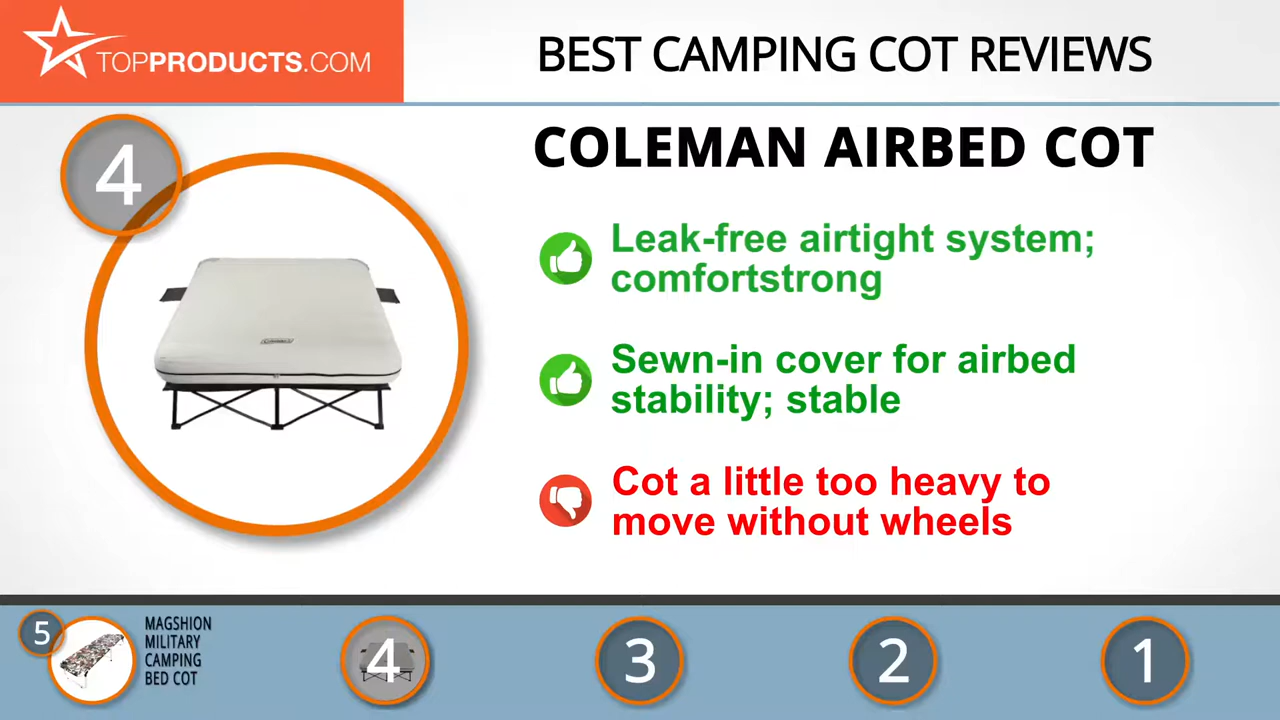 TOPPRODUCTS.COM
BEST CAMPING COT REVIEWS
4
COLEMAN AIRBED COT
Leak-free airtight system;
comfortstrong
Sewn-in cover for airbed
stability; stable
Cot a little too heavy to
move without wheels
5
MAGSHION
MILITARY
CAMPING
BED COT
4
3
2
1